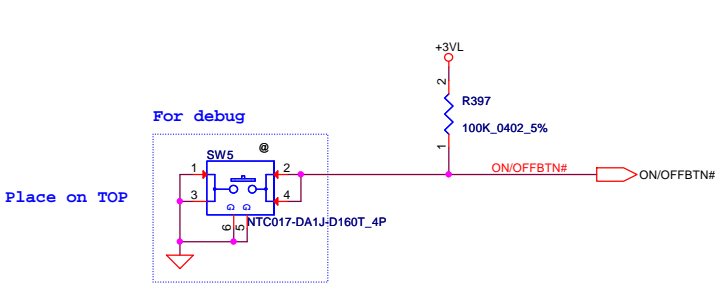 +3VL
2
R397
100K_0402_5%
1
For debug
@
SW5
1
2
ON/OFFBTN#
ON/OFFBTN#
Place on TOP
3
4
G
G
NTC017-DA1J-D160T_4P
6
5